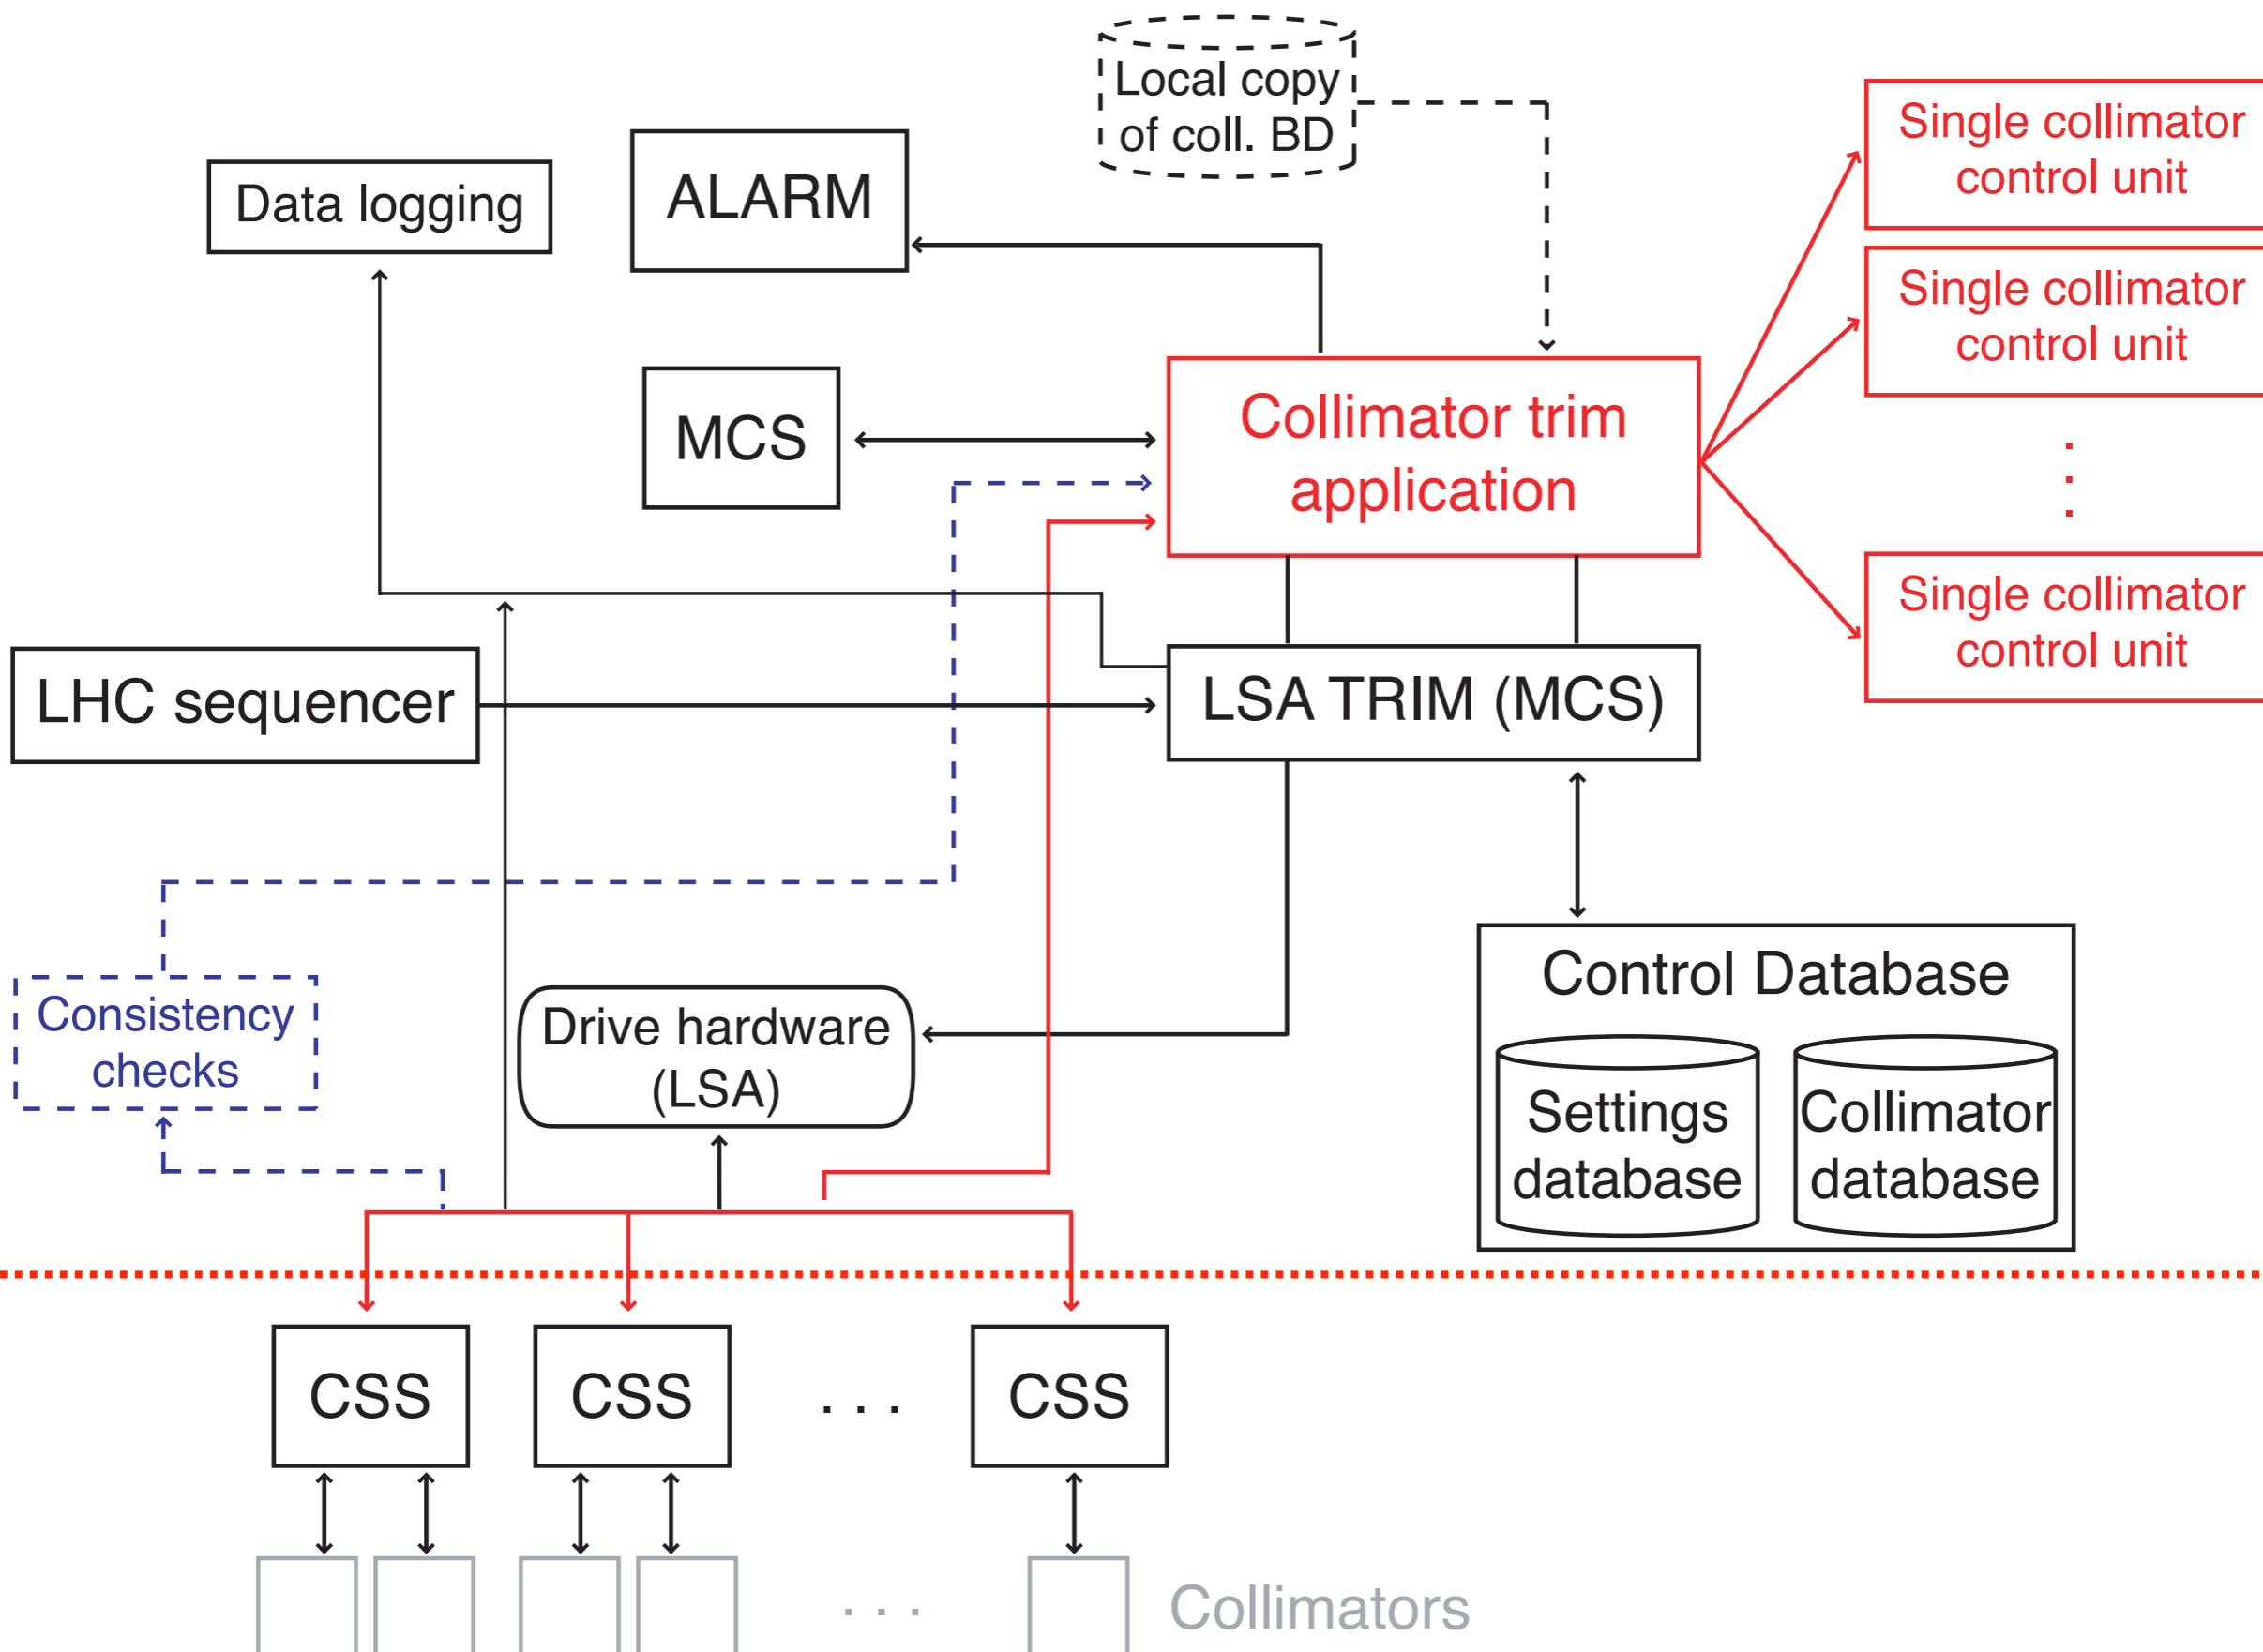 Local copy
of coll. BD
Single collimator
control unit
ALARM
Data logging
Single collimator
control unit
MCS
Collimator trim
application
.
.
.
Single collimator
control unit
LHC sequencer
LSA TRIM (MCS)
Control Database
Consistency
checks
Drive hardware
(LSA)
Settings
database
Collimator
database
CSS
CSS
. . .
CSS
. . .
Collimators